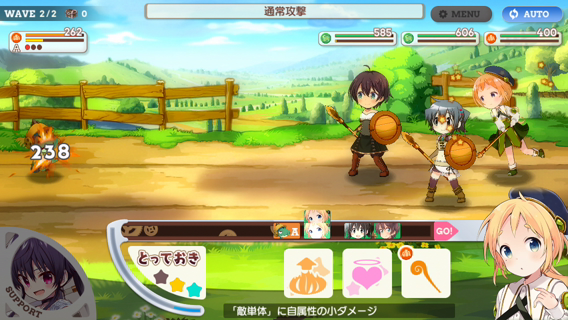 WAVE 2/2 0
通常攻撃
MENU
AUTO
262
585
606
400
A
238
A
GO!
とっておき
SUPPORT
「敵単体」に自属性の小ダメージ